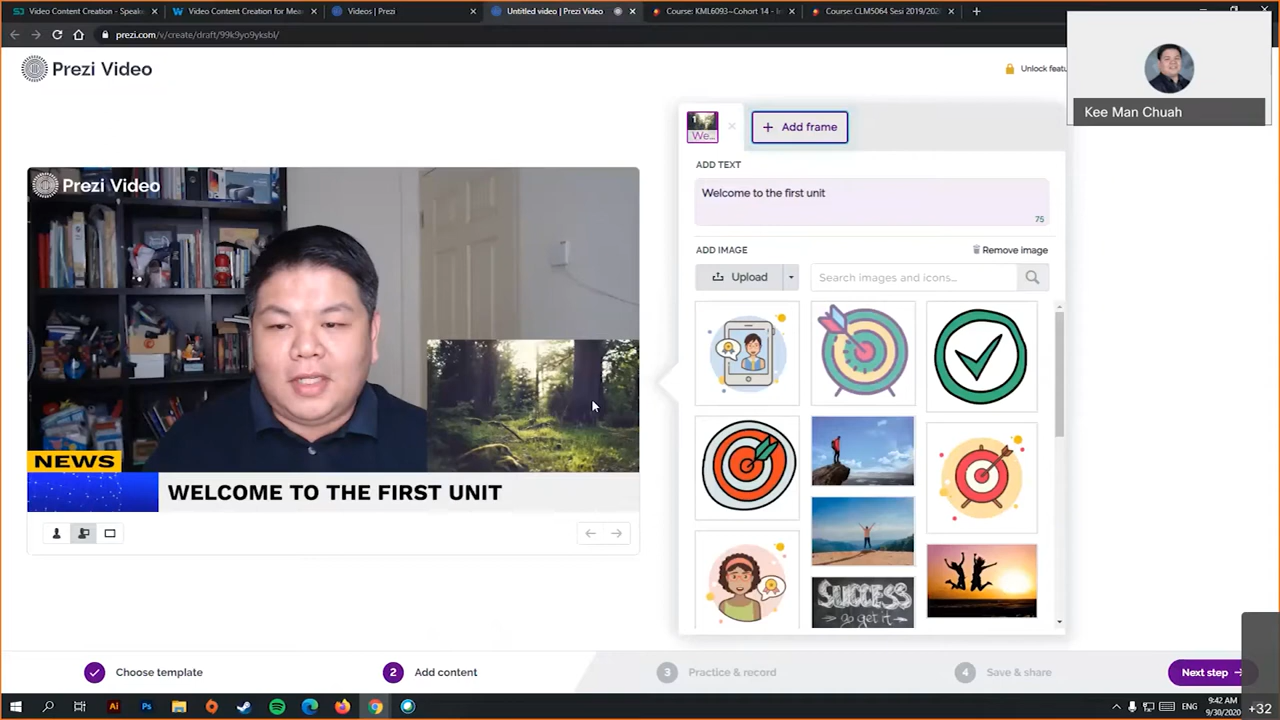 Video Content Creation - Speake
Video Content Creation for Mea
Videos | Prezi
Untitled video | Prezi Video
Course: KML6093~Cohort 14 - In
Course: CLM5064 Sesi 2019/202
prezi.com/v/create/draft/99k9yo9yksbl/
Prezi Video
Unlock featu
Kee Man Chuah
We...
+ Add frame
ADD TEXT
Welcome to the first unit
75
ADD IMAGE
Remove image
Upload
Search images and icons...
Prezi Video
NEWS
WELCOME TO THE FIRST UNIT
SUCCESS
go get it
Choose template
2 Add content
3 Practice & record
4 Save & share
Next step
ENG
9:42 AM
9/30/2020
+32